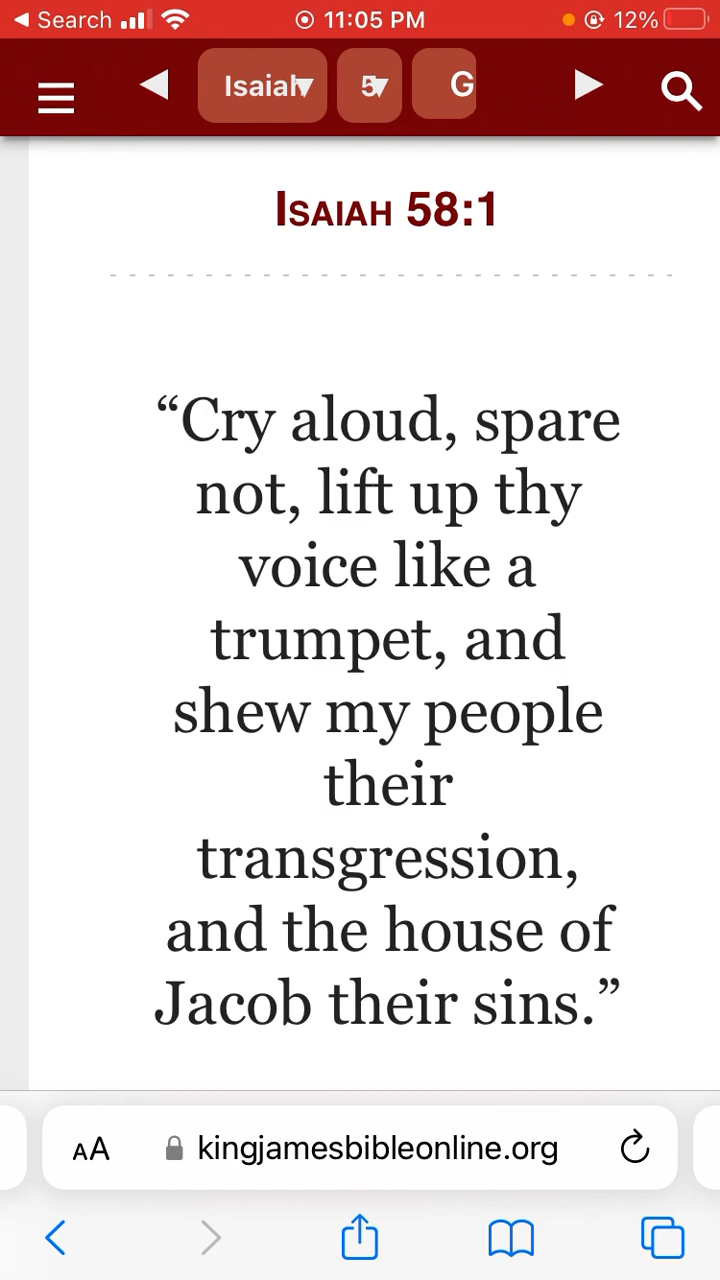 Search 11:05 PM 12%
Isaiah 5 G
ISAIAH 58:1
“Cry aloud, spare
not, lift up thy
voice like a
trumpet, and
shew my people
their
transgression,
and the house of
Jacob their sins.”
AA kingjamesbibleonline.org